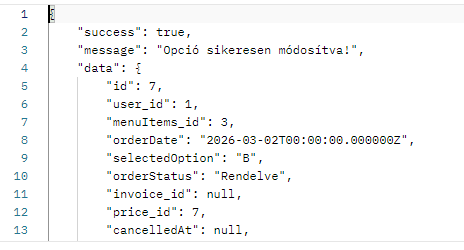 1 {
2 "success": true,
3 "message": "Opció sikeresen módosítva!",
4 "data": {
5 "id": 7,
6 "user_id": 1,
7 "menuItems_id": 3,
8 "orderDate": "2026-03-02T00:00:00.000000Z",
9 "selectedOption": "B",
10 "orderStatus": "Rendelve",
11 "invoice_id": null,
12 "price_id": 7,
13 "cancelledAt": null,